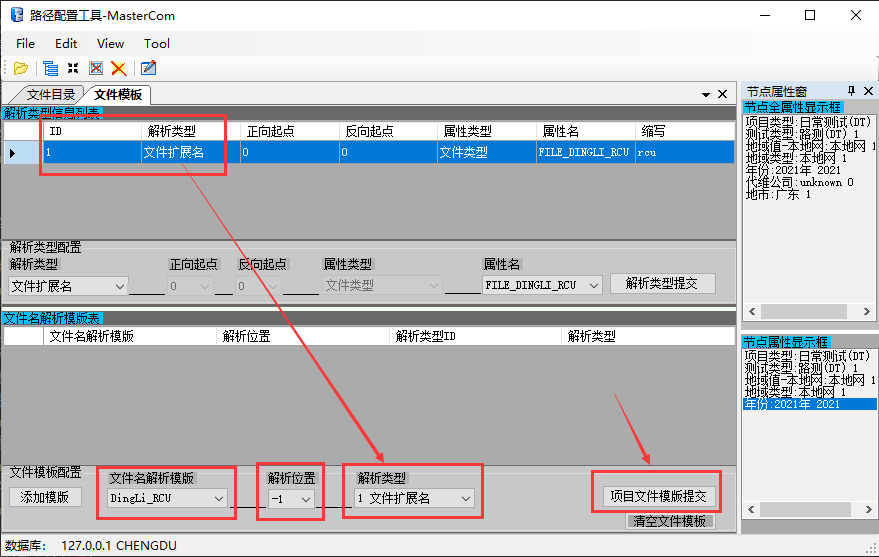 路径配置工具-MasterCom
File Edit View Tool
文件目录 文件模板
解析类型信息列表
ID 解析类型 正向起点 反向起点 属性类型 属性名 缩写
1 文件扩展名 0 0 文件类型 FILE_DINGLI_RCU rcu
解析类型配置
解析类型 正向起点 反向起点 属性类型 属性名
文件扩展名 0 0 文件类型 FILE_DINGLI_RCU 解析类型提交
文件名解析模版表
文件名解析模版 解析位置 解析类型ID 解析类型
文件模板配置
文件名解析模版 解析位置 解析类型
添加模版 DingLi_RCU -1 1 文件扩展名 项目文件模版提交
清空文件模板
节点属性窗
节点全属性显示框
项目类型:日常测试(DT)
测试类型:路测(DT) 1
地域值-本地网:本地网 1
地域类型:本地网 1
年份:2021年 2021
代维公司:unknown 0
地市:广东 1
节点属性显示框
项目类型:日常测试(DT)
测试类型:路测(DT) 1
地域值-本地网:本地网 1
地域类型:本地网 1
年份:2021年 2021
数据库: 127.0.0.1 CHENGDU